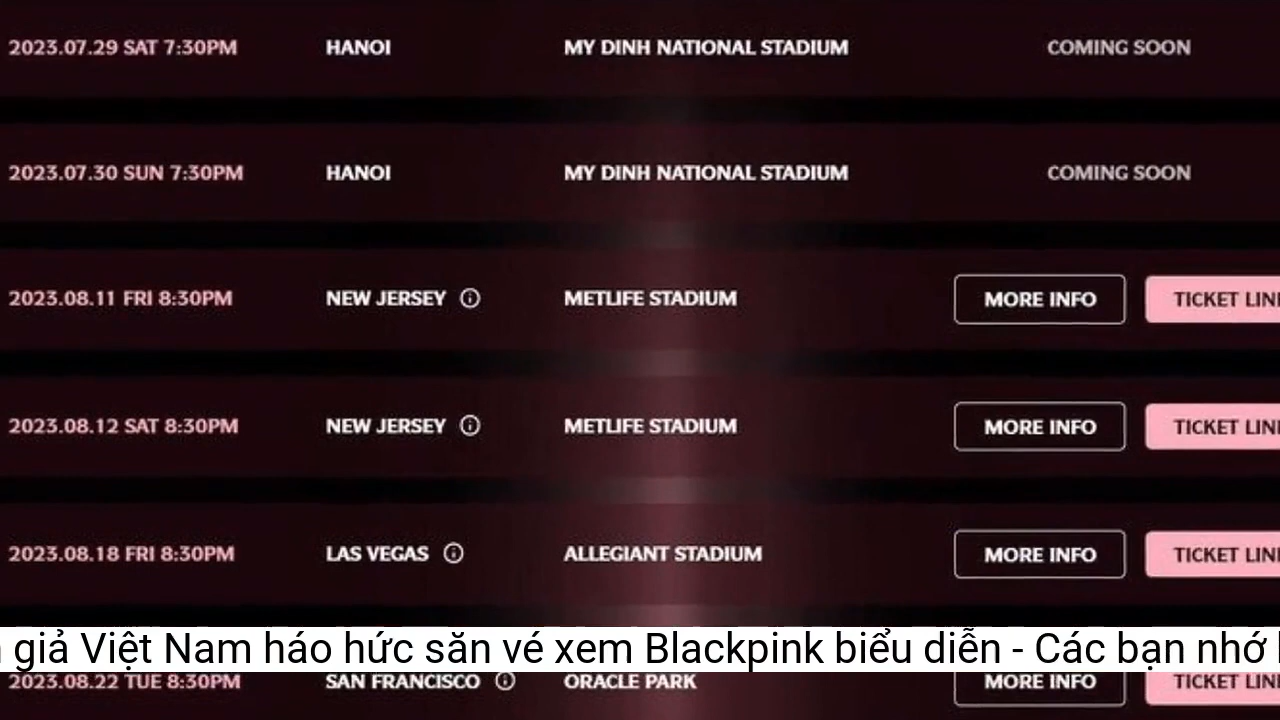 2023.07.29 SAT 7:30PM HANOI MY DINH NATIONAL STADIUM COMING SOON
2023.07.30 SUN 7:30PM HANOI MY DINH NATIONAL STADIUM COMING SOON
2023.08.11 FRI 8:30PM NEW JERSEY METLIFE STADIUM MORE INFO TICKET
2023.08.12 SAT 8:30PM NEW JERSEY METLIFE STADIUM MORE INFO TICKET
2023.08.18 FRI 8:30PM LAS VEGAS ALLEGIANT STADIUM MORE INFO TICKET
giả Việt Nam háo hức săn vé xem Blackpink biểu diễn - Các bạn nhớ
2023.08.22 TUE 8:30PM SAN FRANCISCO ORACLE PARK MORE INFO TICKET